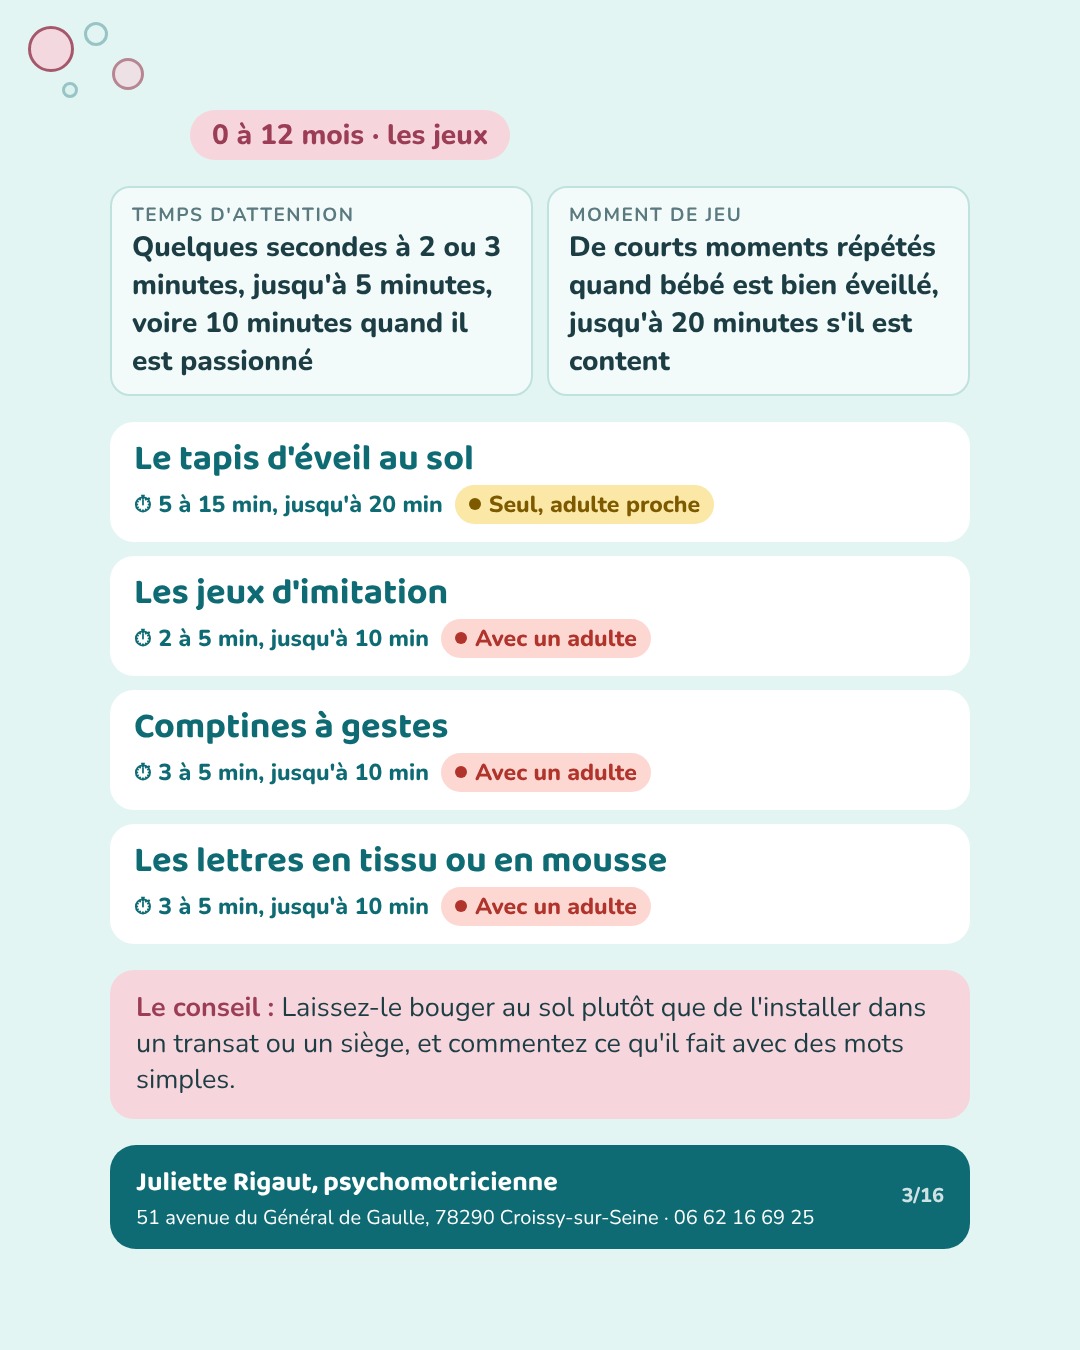 0 à 12 mois · les jeux
TEMPS D'ATTENTION
Quelques secondes à 2 ou 3
minutes, jusqu'à 5 minutes,
voire 10 minutes quand il
est passionné
MOMENT DE JEU
De courts moments répétés
quand bébé est bien éveillé,
jusqu'à 20 minutes s'il est
content
Le tapis d'éveil au sol
⏱ 5 à 15 min, jusqu'à 20 min ● Seul, adulte proche
Les jeux d'imitation
⏱ 2 à 5 min, jusqu'à 10 min ● Avec un adulte
Comptines à gestes
⏱ 3 à 5 min, jusqu'à 10 min ● Avec un adulte
Les lettres en tissu ou en mousse
⏱ 3 à 5 min, jusqu'à 10 min ● Avec un adulte
Le conseil : Laissez-le bouger au sol plutôt que de l'installer dans
un transat ou un siège, et commentez ce qu'il fait avec des mots
simples.
Juliette Rigaut, psychomotricienne
51 avenue du Général de Gaulle, 78290 Croissy-sur-Seine · 06 62 16 69 25
3/16